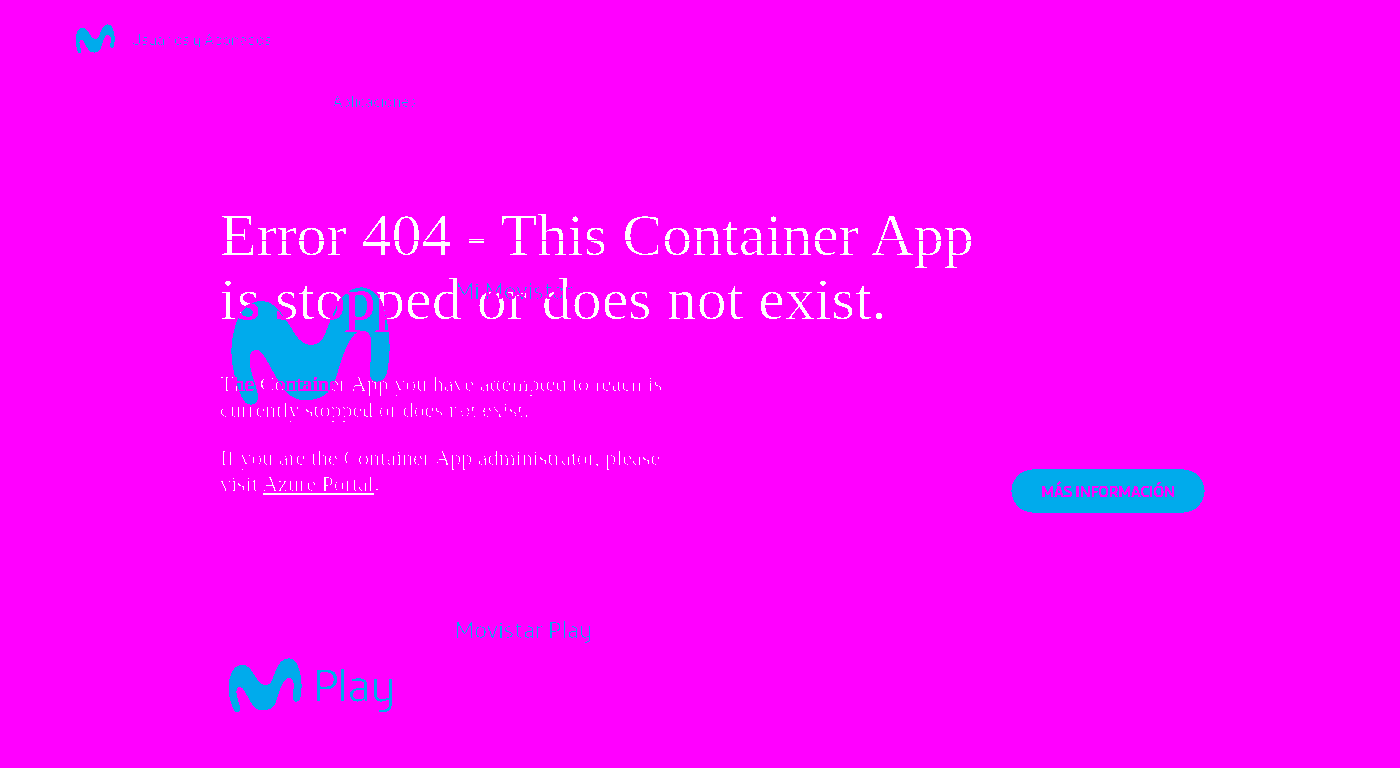 Error 404 - This Container App
is stopped or does not exist.
Mi Movistar
The Container App you have attempted to reach is
currently stopped or does not exist.
If you are the Container App administrator, please
visit Azure Portal.
MÁS INFORMACIÓN
Movistar Play
Play